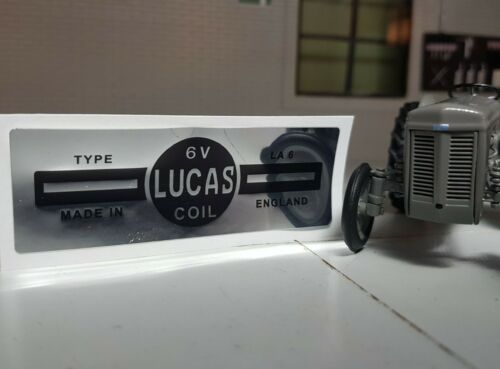 TYPE 6V LA 6
LUCAS
MADE IN COIL ENGLAND